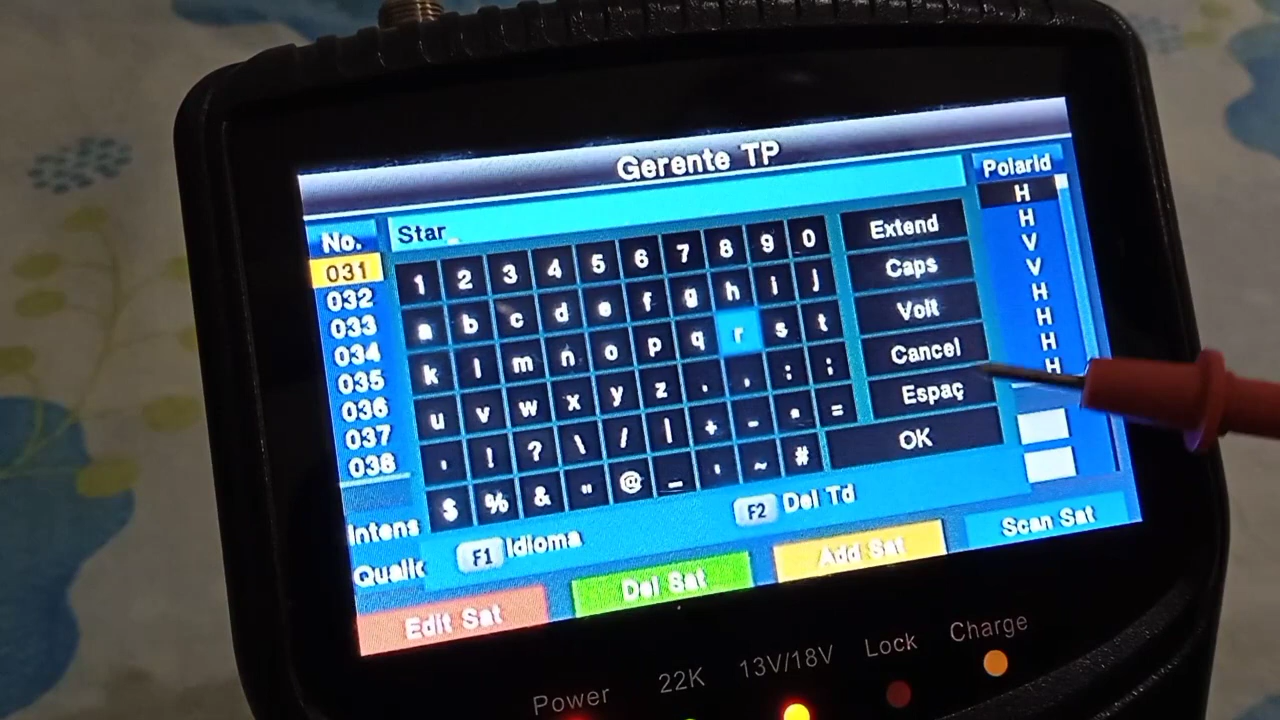 Gerente TP
No.
Star_
Polarid
031
032
033
034
035
036
037
038
1 2 3 4 5 6 7 8 9 0
a b c d e f g h i j
k l m n o p q r s t
u v w x y z . , : ;
' ! ? \ / | + - * =
$ % & " @ _ ' ~ #
Extend
Caps
Volt
Cancel
Espaç
OK
H
H
V
V
H
H
H
H
Intens
Qualic
F1 Idioma
F2 Del Td
Edit Sat
Del Sat
Add Sat
Scan Sat
Power
22K
13V/18V
Lock
Charge